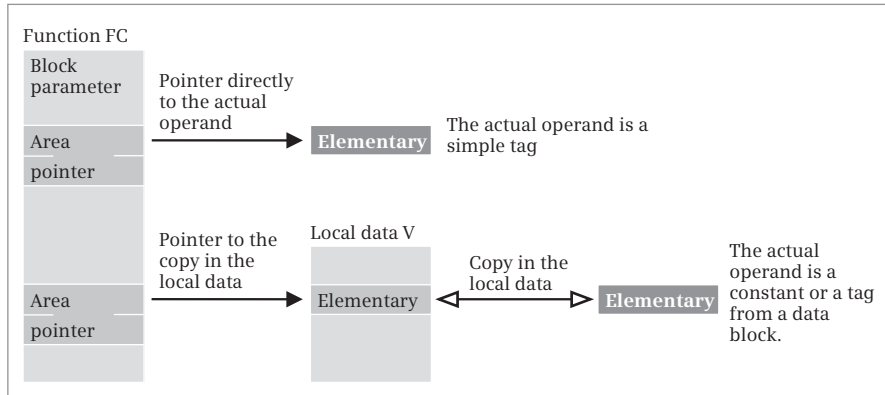 Function FC
Block
parameter
Pointer directly
to the actual
operand
Area
pointer
Elementary
The actual operand is a
simple tag
Pointer to the
copy in the
local data
Area
pointer
Local data V
Elementary
Copy in the
local data
Elementary
The actual
operand is a
constant or a tag
from a data
block.